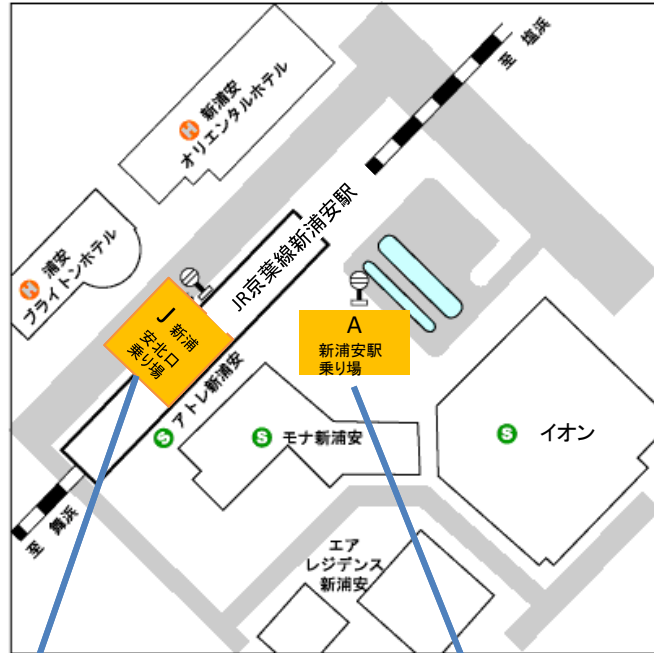 至 塩浜
新浦安
オリエンタルホテル
H
JR京葉線新浦安駅
浦安
ブライトンホテル
H
J 新浦
安北口
乗り場
A
新浦安駅
乗り場
アトレ新浦安
S
S
モナ新浦安
S
イオン
至 舞浜
エア
レジデンス
新浦安